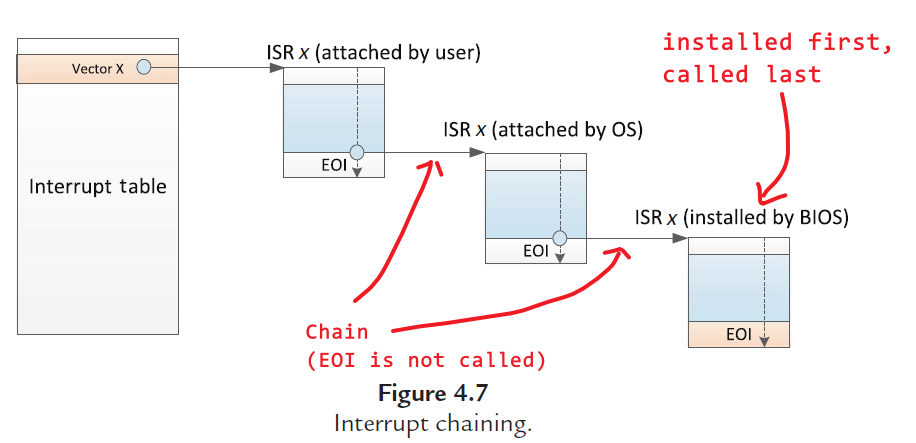 installed first,
called last
ISR x (attached by user)
Vector X
ISR x (attached by OS)
EOI
Interrupt table
ISR x (installed by BIOS)
EOI
Chain
(EOI is not called)
EOI
Figure 4.7
Interrupt chaining.